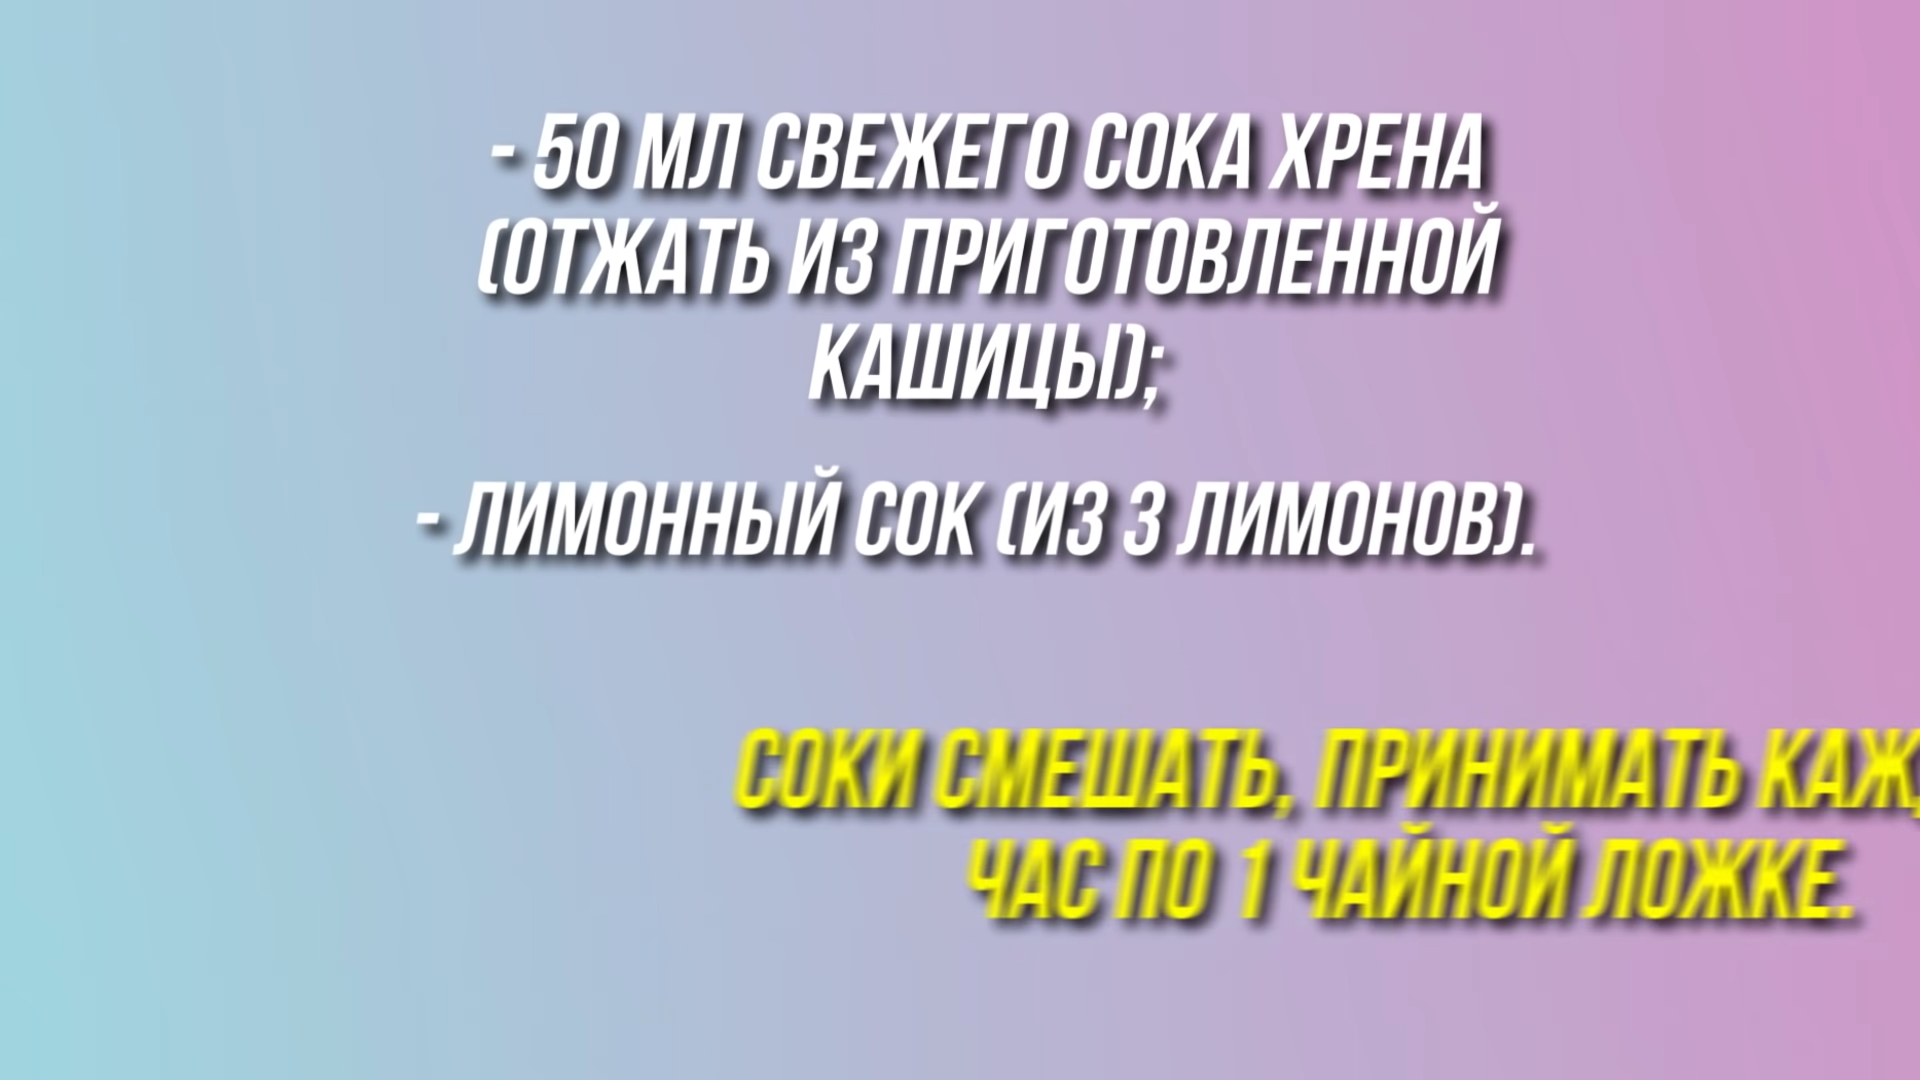 - 50 МЛ СВЕЖЕГО СОКА ХРЕНА
(ОТЖАТЬ ИЗ ПРИГОТОВЛЕННОЙ
КАШИЦЫ);
- ЛИМОННЫЙ СОК (ИЗ 3 ЛИМОНОВ).
СОКИ СМЕШАТЬ, ПРИНИМАТЬ
ЧАС ПО 1 ЧАЙНОЙ ЛОЖКЕ.